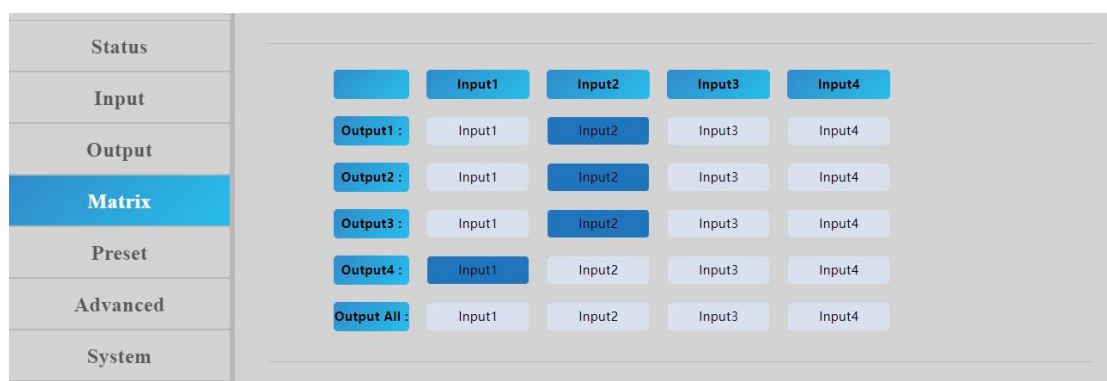 Status
Input
Output
Matrix
Preset
Advanced
System
Input1 Input2 Input3 Input4
Output1 : Input1 Input2 Input3 Input4
Output2 : Input1 Input2 Input3 Input4
Output3 : Input1 Input2 Input3 Input4
Output4 : Input1 Input2 Input3 Input4
Output All : Input1 Input2 Input3 Input4